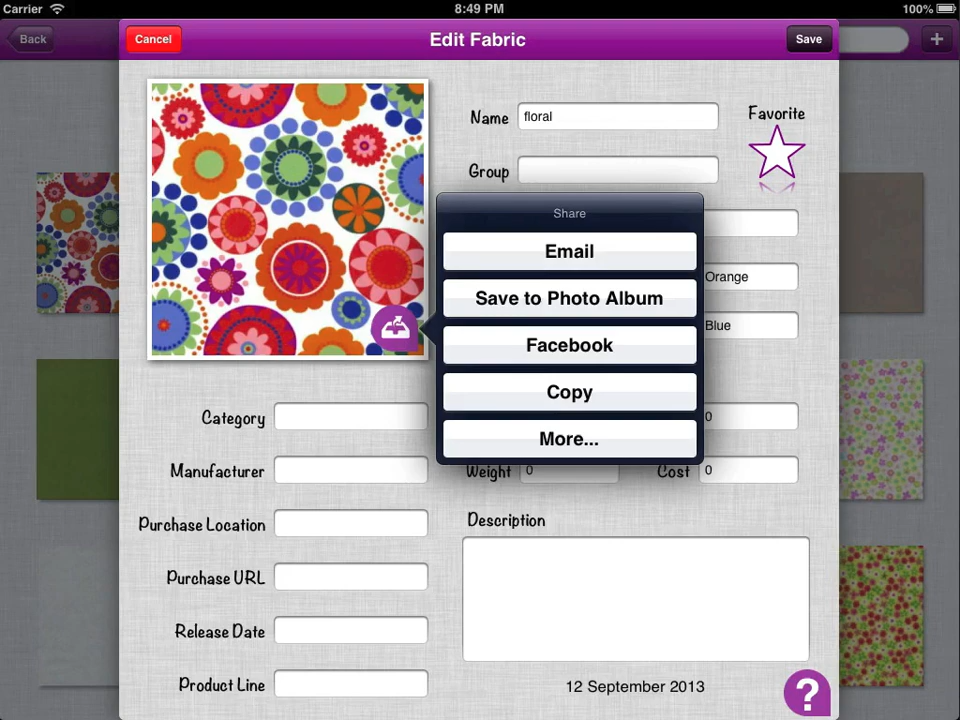 Carrier 8:49 PM 100%
Back Cancel Edit Fabric Save +
Name floral Favorite
Group
Share
Email
Orange
Save to Photo Album
Blue
Facebook
Copy
Category 0
More...
Manufacturer Weight 0 Cost 0
Purchase Location Description
Purchase URL
Release Date
Product Line 12 September 2013 ?